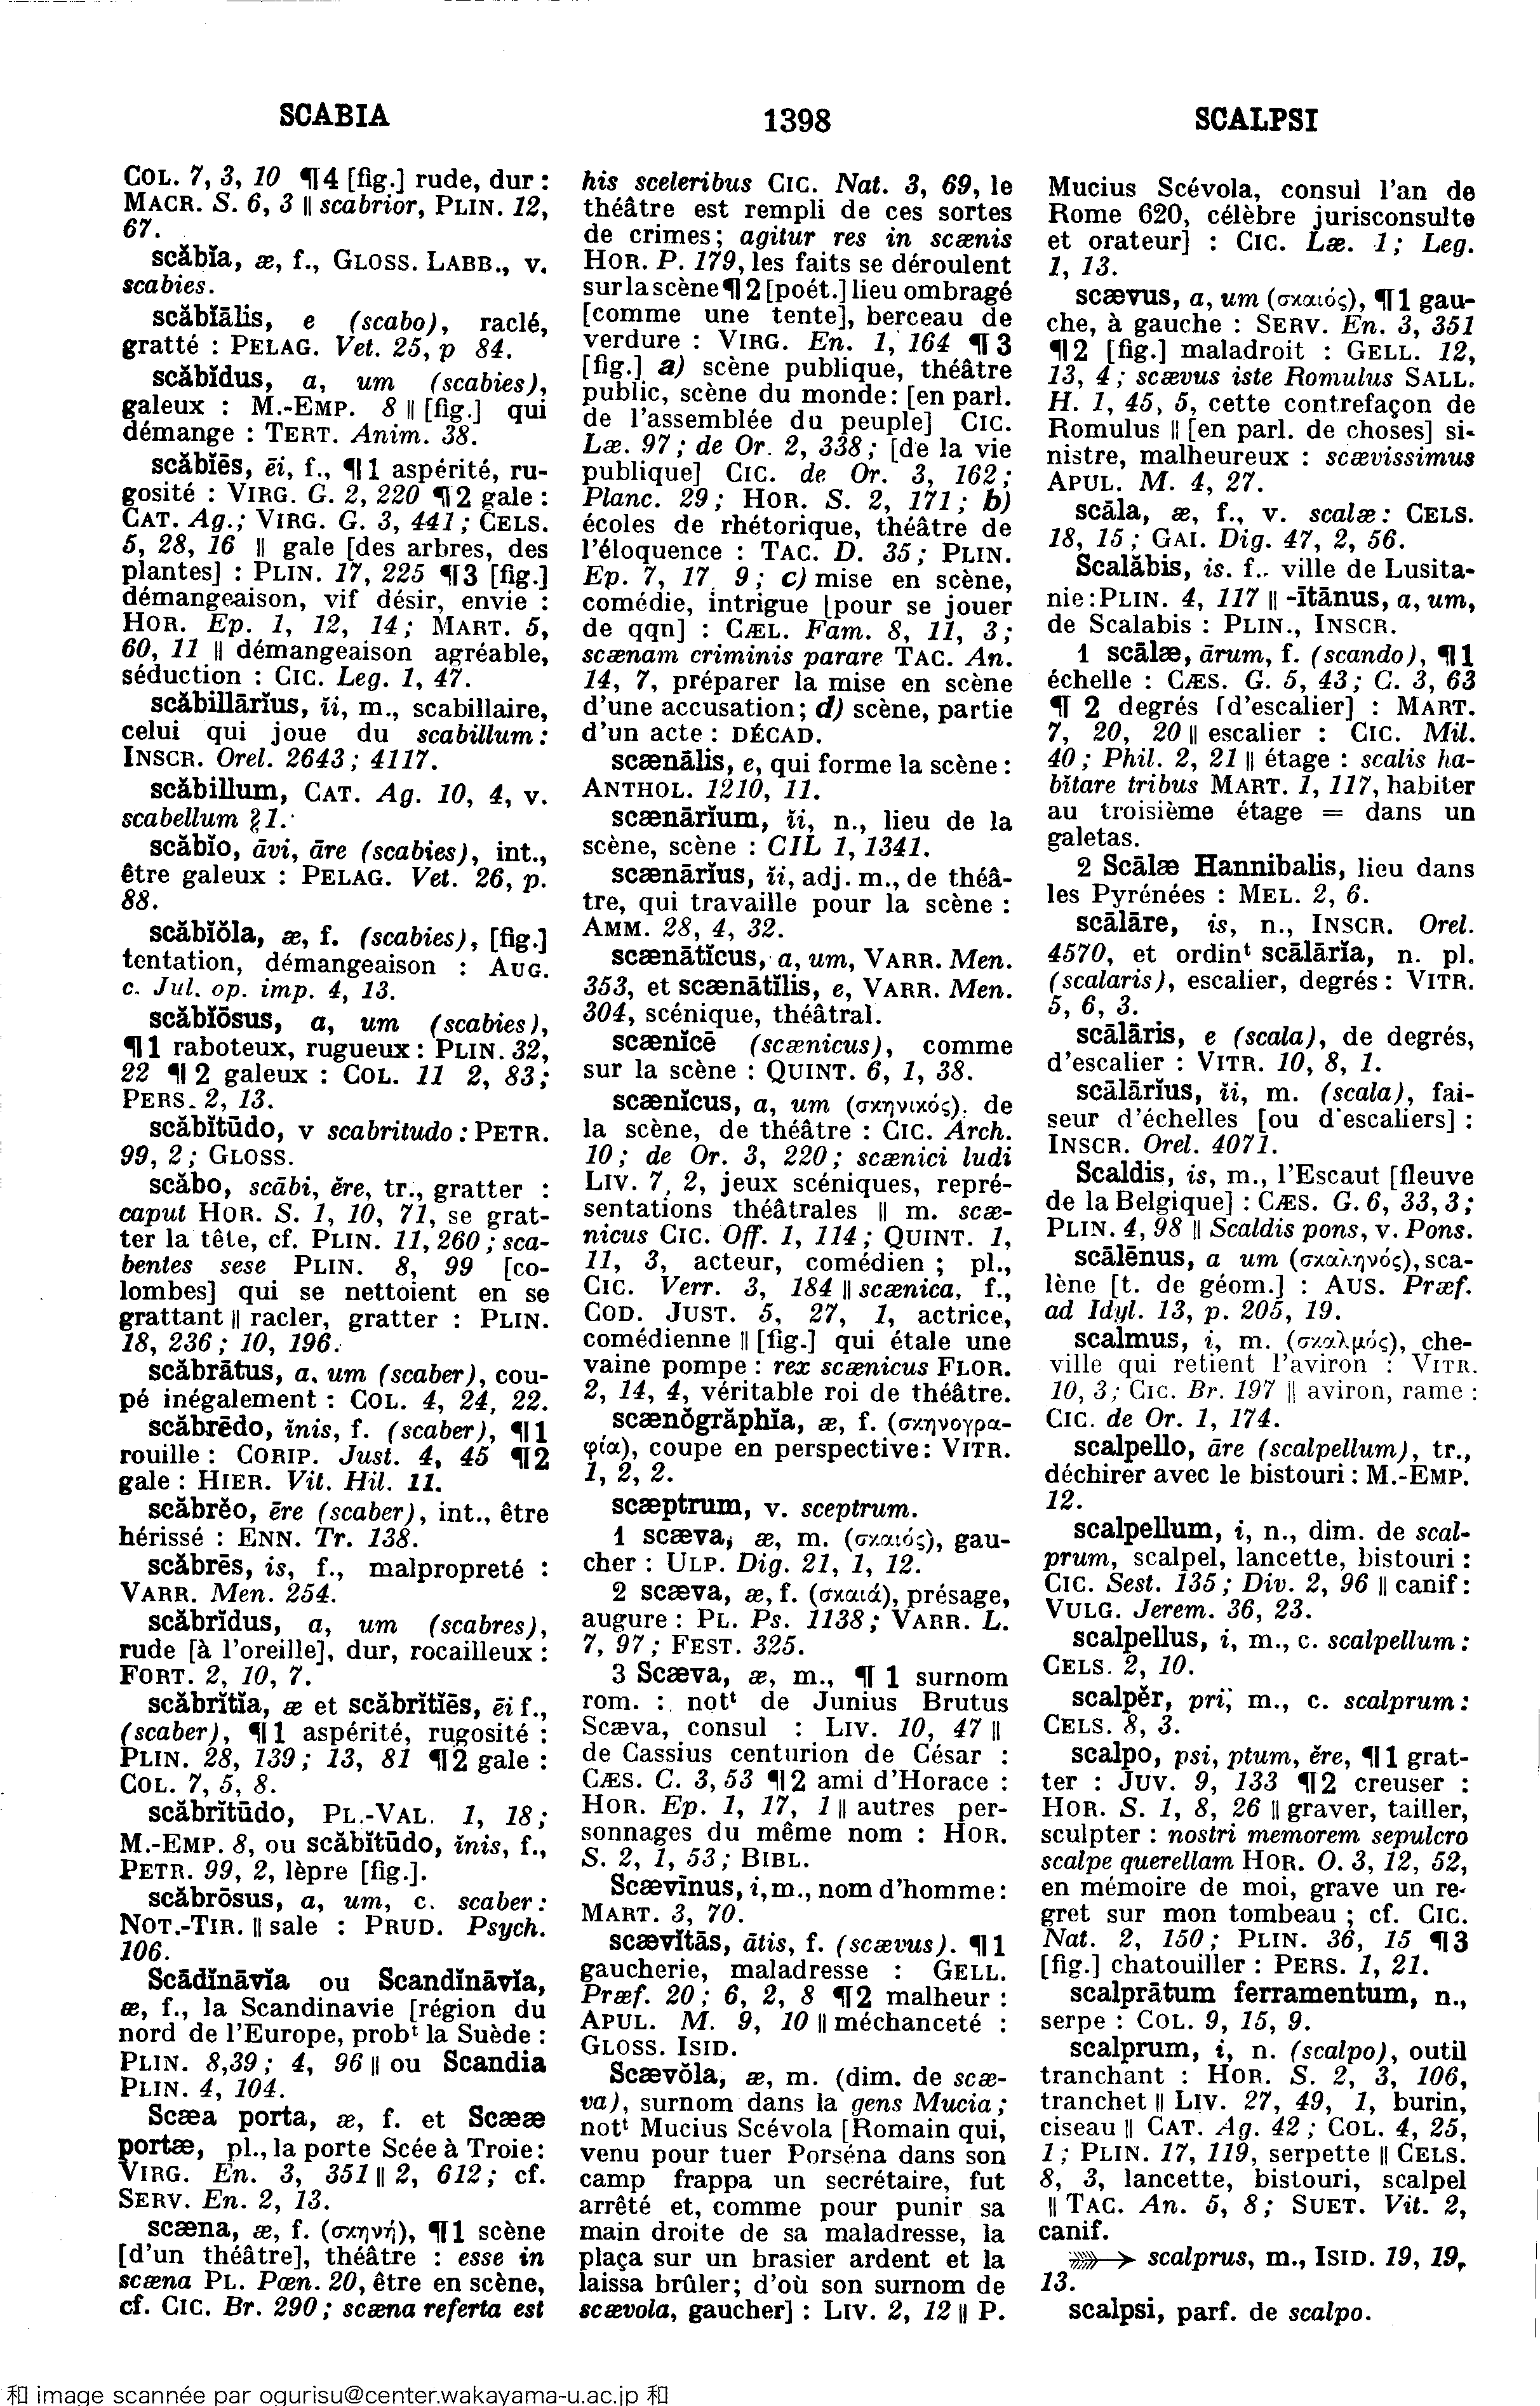 SCABIA
1398
SCALPSI
COL. 7, 3, 10 ¶4 [fig.] rude, dur :
MACR. S. 6, 3 || scabrior, PLIN. 12,
67.
scăbĭa, æ, f., GLOSS. LABB., v.
scabies.
scăbĭālis, e (scabo), raclé,
gratté : PELAG. Vet. 25, p 84.
scăbĭdus, a, um (scabies),
galeux : M.-EMP. 8 || [fig.] qui
démange : TERT. Anim. 38.
scăbĭēs, ēi, f., ¶1 aspérité, ru-
gosité : VIRG. G. 2, 220 ¶2 gale :
CAT. Ag.; VIRG. G. 3, 441 ; CELS.
5, 28, 16 || gale [des arbres, des
plantes] : PLIN. 17, 225 ¶3 [fig.]
démangeaison, vif désir, envie :
HOR. Ep. 1, 12, 14 ; MART. 5,
60, 11 || démangeaison agréable,
séduction : CIC. Leg. 1, 47.
scăbillārĭus, ĭi, m., scabillaire,
celui qui joue du scabillum :
INSCR. Orel. 2643 ; 4117.
scăbillum, CAT. Ag. 10, 4, v.
scabellum § 1.
scăbĭo, āvi, āre (scabies), int.,
être galeux : PELAG. Vet. 26, p.
88.
scăbĭŏla, æ, f. (scabies), [fig.]
tentation, démangeaison : AUG.
c. Jul. op. imp. 4, 13.
scăbĭōsus, a, um (scabies),
¶1 raboteux, rugueux : PLIN. 32,
22 ¶2 galeux : COL. 11 2, 83 ;
PERS. 2, 13.
scăbĭtūdo, v scabritudo : PETR.
99, 2 ; GLOSS.
scăbo, scābi, ĕre, tr., gratter :
caput HOR. S. 1, 10, 71, se grat-
ter la tête, cf. PLIN. 11, 260 ; sca-
bentes sese PLIN. 8, 99 [co-
lombes] qui se nettoient en se
grattant || racler, gratter : PLIN.
18, 236 ; 10, 196.
scăbrātus, a, um (scaber), cou-
pé inégalement : COL. 4, 24, 22.
scăbrēdo, ĭnis, f. (scaber), ¶1
rouille : CORIP. Just. 4, 45 ¶2
gale : HIER. Vit. Hil. 11.
scăbrĕo, ēre (scaber), int., être
hérissé : ENN. Tr. 138.
scăbrēs, is, f., malpropreté :
VARR. Men. 254.
scăbrĭdus, a, um (scabres),
rude [à l'oreille], dur, rocailleux :
FORT. 2, 10, 7.
scăbrĭtĭa, æ et scăbrĭtĭēs, ēi f.,
(scaber), ¶1 aspérité, rugosité :
PLIN. 28, 139 ; 13, 81 ¶2 gale :
COL. 7, 5, 8.
scăbrĭtūdo, PL.-VAL. 1, 18 ;
M.-EMP. 8, ou scăbĭtūdo, ĭnis, f.,
PETR. 99, 2, lèpre [fig.].
scăbrōsus, a, um, c. scaber :
NOT.-TIR. || sale : PRUD. Psych.
106.
Scādĭnāvĭa ou Scandĭnāvĭa,
æ, f., la Scandinavie [région du
nord de l'Europe, probᵗ la Suède :
PLIN. 8,39 ; 4, 96 || ou Scandia
PLIN. 4, 104.
Scæa porta, æ, f. et Scææ
portæ, pl., la porte Scée à Troie :
VIRG. En. 3, 351 || 2, 612 ; cf.
SERV. En. 2, 13.
scæna, æ, f. (σκηνή), ¶1 scène
[d'un théâtre], théâtre : esse in
scæna PL. Pœn. 20, être en scène,
cf. CIC. Br. 290 ; scæna referta est
his sceleribus CIC. Nat. 3, 69, le
théâtre est rempli de ces sortes
de crimes ; agitur res in scænis
HOR. P. 179, les faits se déroulent
sur la scène ¶2 [poét.] lieu ombragé
[comme une tente], berceau de
verdure : VIRG. En. 1, 164 ¶3
[fig.] a) scène publique, théâtre
public, scène du monde : [en parl.
de l'assemblée du peuple] CIC.
Læ. 97 ; de Or. 2, 338 ; [de la vie
publique] CIC. de Or. 3, 162 ;
Planc. 29 ; HOR. S. 2, 171 ; b)
écoles de rhétorique, théâtre de
l'éloquence : TAC. D. 35 ; PLIN.
Ep. 7, 17, 9 ; c) mise en scène,
comédie, intrigue [pour se jouer
de qqn] : CÆL. Fam. 8, 11, 3 ;
scænam criminis parare TAC. An.
14, 7, préparer la mise en scène
d'une accusation ; d) scène, partie
d'un acte : DÉCAD.
scænālis, e, qui forme la scène :
ANTHOL. 1210, 11.
scænārĭum, ĭi, n., lieu de la
scène, scène : CIL 1, 1341.
scænārĭus, ĭi, adj. m., de théâ-
tre, qui travaille pour la scène :
AMM. 28, 4, 32.
scænātĭcus, a, um, VARR. Men.
353, et scænātĭlis, e, VARR. Men.
304, scénique, théâtral.
scænĭcē (scænicus), comme
sur la scène : QUINT. 6, 1, 38.
scænĭcus, a, um (σκηνικός), de
la scène, de théâtre : CIC. Arch.
10 ; de Or. 3, 220 ; scænici ludi
LIV. 7, 2, jeux scéniques, repré-
sentations théâtrales || m. scæ-
nicus CIC. Off. 1, 114 ; QUINT. 1,
11, 3, acteur, comédien ; pl.,
CIC. Verr. 3, 184 || scænica, f.,
COD. JUST. 5, 27, 1, actrice,
comédienne || [fig.] qui étale une
vaine pompe : rex scænicus FLOR.
2, 14, 4, véritable roi de théâtre.
scænŏgrăphĭa, æ, f. (σκηνογρα-
φία), coupe en perspective : VITR.
1, 2, 2.
scæptrum, v. sceptrum.
1 scæva, æ, m. (σκαιός), gau-
cher : ULP. Dig. 21, 1, 12.
2 scæva, æ, f. (σκαιά), présage,
augure : PL. Ps. 1138 ; VARR. L.
7, 97 ; FEST. 325.
3 Scæva, æ, m., ¶ 1 surnom
rom. : notᵗ de Junius Brutus
Scæva, consul : LIV. 10, 47 ||
de Cassius centurion de César :
CÆS. C. 3, 53 ¶2 ami d'Horace :
HOR. Ep. 1, 17, 1 || autres per-
sonnages du même nom : HOR.
S. 2, 1, 53 ; BIBL.
Scævīnus, i, m., nom d'homme :
MART. 3, 70.
scævĭtās, ātis, f. (scævus). ¶1
gaucherie, maladresse : GELL.
Præf. 20 ; 6, 2, 8 ¶2 malheur :
APUL. M. 9, 10 || méchanceté :
GLOSS. ISID.
Scævŏla, æ, m. (dim. de scæ-
va), surnom dans la gens Mucia ;
notᵗ Mucius Scévola [Romain qui,
venu pour tuer Porséna dans son
camp frappa un secrétaire, fut
arrêté et, comme pour punir sa
main droite de sa maladresse, la
plaça sur un brasier ardent et la
laissa brûler ; d'où son surnom de
scævola, gaucher] : LIV. 2, 12 || P.
Mucius Scévola, consul l'an de
Rome 620, célèbre jurisconsulte
et orateur] : CIC. Læ. 1 ; Leg.
1, 13.
scævus, a, um (σκαιός), ¶1 gau-
che, à gauche : SERV. En. 3, 351
¶2 [fig.] maladroit : GELL. 12,
13, 4 ; scævus iste Romulus SALL.
H. 1, 45, 5, cette contrefaçon de
Romulus || [en parl. de choses] si-
nistre, malheureux : scævissimus
APUL. M. 4, 27.
scāla, æ, f., v. scalæ : CELS.
18, 15 ; GAI. Dig. 47, 2, 56.
Scalăbis, is. f., ville de Lusita-
nie : PLIN. 4, 117 || -ītānus, a, um,
de Scalabis : PLIN., INSCR.
1 scālæ, ārum, f. (scando), ¶1
échelle : CÆS. G. 5, 43 ; C. 3, 63
¶ 2 degrés [d'escalier] : MART.
7, 20, 20 || escalier : CIC. Mil.
40 ; Phil. 2, 21 || étage : scalis ha-
bĭtare tribus MART. 1, 117, habiter
au troisième étage = dans un
galetas.
2 Scālæ Hannibalis, lieu dans
les Pyrénées : MEL. 2, 6.
scālāre, is, n., INSCR. Orel.
4570, et ordinᵗ scālārĭa, n. pl.
(scalaris), escalier, degrés : VITR.
5, 6, 3.
scālāris, e (scala), de degrés,
d'escalier : VITR. 10, 8, 1.
scālārĭus, ĭi, m. (scala), fai-
seur d'échelles [ou d'escaliers] :
INSCR. Orel. 4071.
Scaldis, is, m., l'Escaut [fleuve
de la Belgique] : CÆS. G. 6, 33, 3 ;
PLIN. 4, 98 || Scaldis pons, v. Pons.
scălēnus, a um (σκαληνός), sca-
lène [t. de géom.] : AUS. Præf.
ad Idyl. 13, p. 205, 19.
scalmus, i, m. (σκαλμός), che-
ville qui retient l'aviron : VITR.
10, 3 ; CIC. Br. 197 || aviron, rame :
CIC. de Or. 1, 174.
scalpello, āre (scalpellum), tr.,
déchirer avec le bistouri : M.-EMP.
12.
scalpellum, i, n., dim. de scal-
prum, scalpel, lancette, bistouri :
CIC. Sest. 135 ; Div. 2, 96 || canif :
VULG. Jerem. 36, 23.
scalpellus, i, m., c. scalpellum :
CELS. 2, 10.
scalpĕr, pri, m., c. scalprum :
CELS. 8, 3.
scalpo, psi, ptum, ĕre, ¶1 grat-
ter : JUV. 9, 133 ¶2 creuser :
HOR. S. 1, 8, 26 || graver, tailler,
sculpter : nostri memorem sepulcro
scalpe querellam HOR. O. 3, 12, 52,
en mémoire de moi, grave un re-
gret sur mon tombeau ; cf. CIC.
Nat. 2, 150 ; PLIN. 36, 15 ¶3
[fig.] chatouiller : PERS. 1, 21.
scalprātum ferramentum, n.,
serpe : COL. 9, 15, 9.
scalprum, i, n. (scalpo), outil
tranchant : HOR. S. 2, 3, 106,
tranchet || LIV. 27, 49, 1, burin,
ciseau || CAT. Ag. 42 ; COL. 4, 25,
1 ; PLIN. 17, 119, serpette || CELS.
8, 3, lancette, bistouri, scalpel
|| TAC. An. 5, 8 ; SUET. Vit. 2,
canif.
scalprus, m., ISID. 19, 19,
13.
scalpsi, parf. de scalpo.
和 image scannée par ogurisu@center.wakayama-u.ac.jp 和